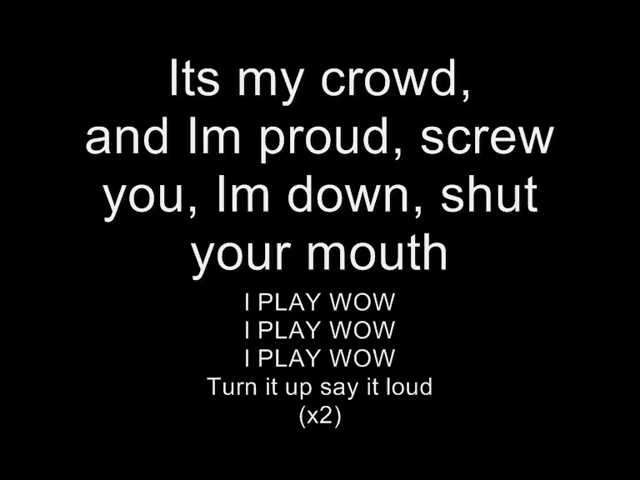 Its my crowd,
and Im proud, screw
you, Im down, shut
your mouth
I PLAY WOW
I PLAY WOW
I PLAY WOW
Turn it up say it loud
(x2)